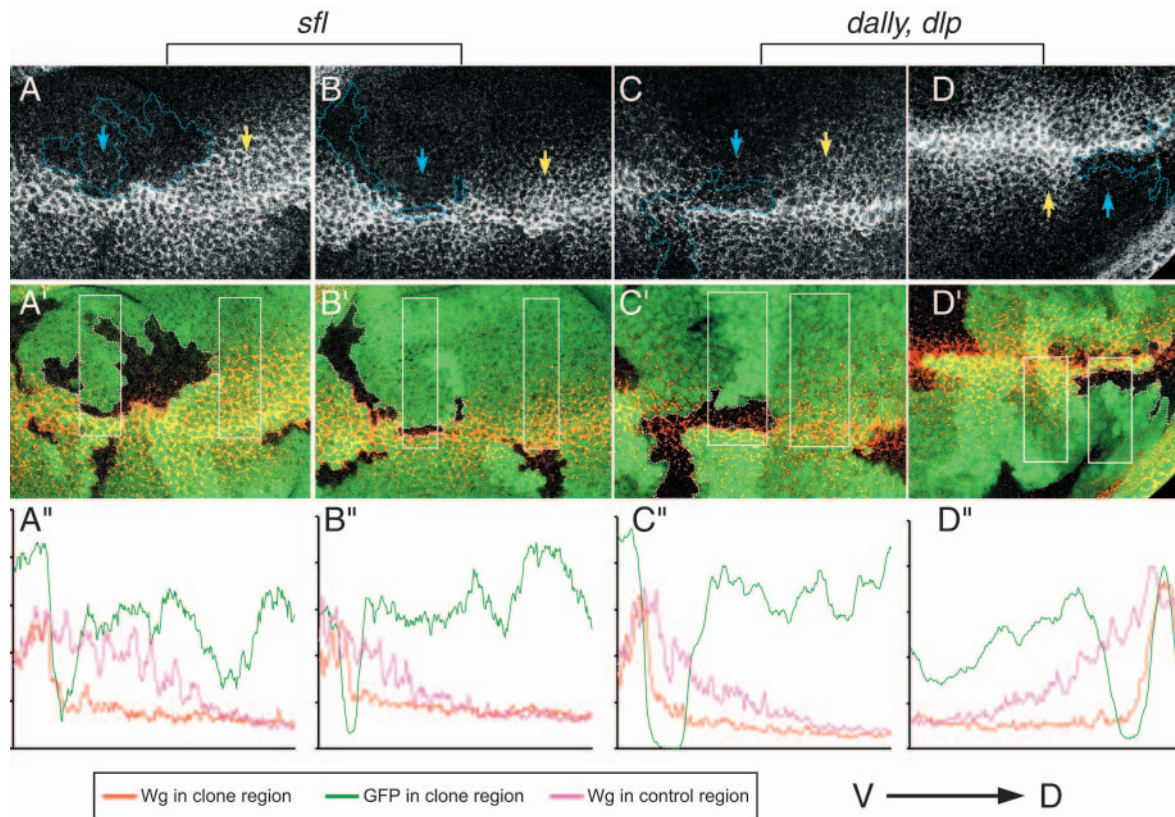 sfl
dally, dlp
A
B
C
D
A'
B'
C'
D'
A"
B"
C"
D"
Wg in clone region
GFP in clone region
Wg in control region
V
D